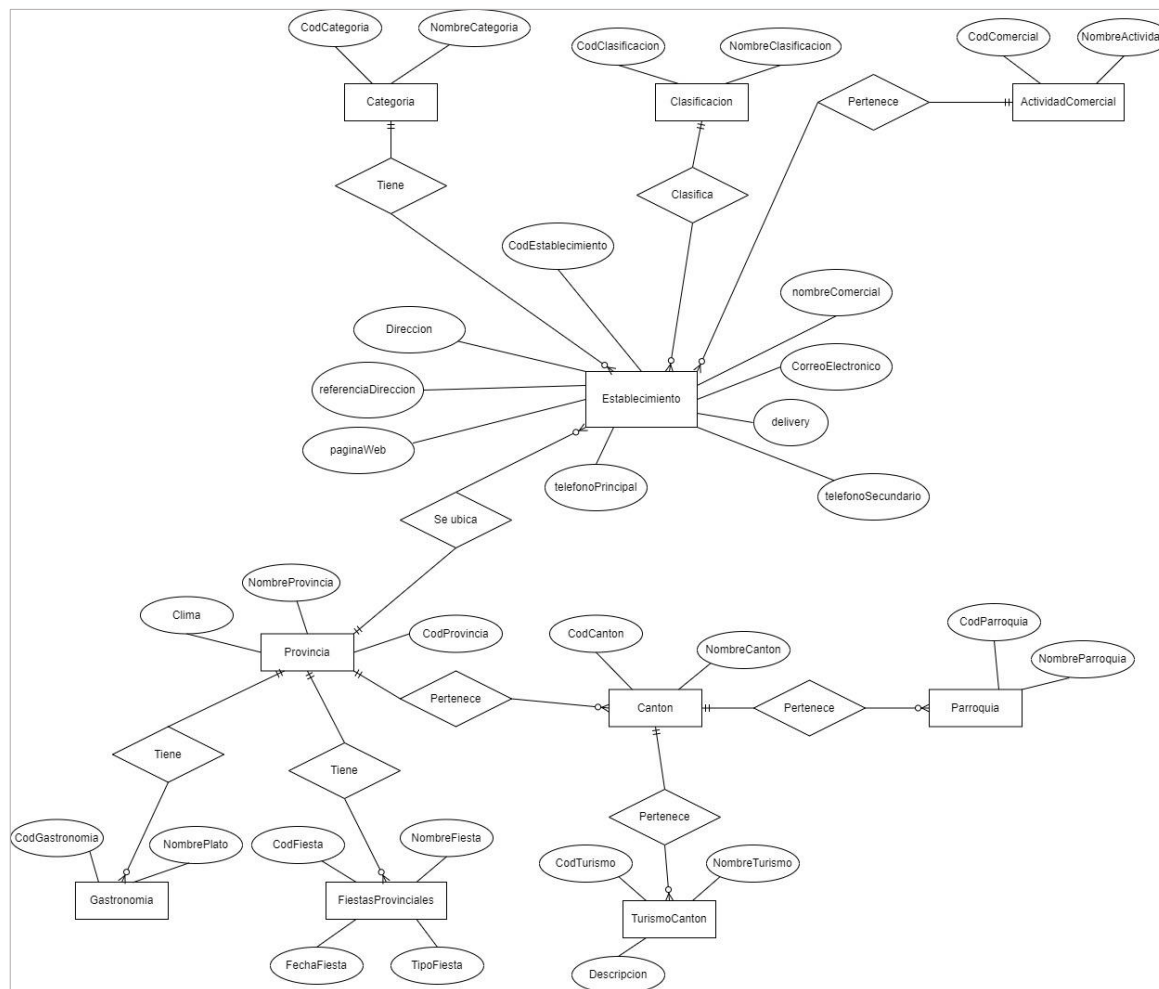 CodCategoria
NombreCategoria
Categoria
CodClasificacion
NombreClasificacion
Clasificacion
CodComercial
NombreActivida
Pertenece
ActividadComercial
Tiene
Clasifica
CodEstablecimiento
nombreComercial
Direccion
CorreoElectronico
referenciaDireccion
Establecimiento
delivery
paginaWeb
telefonoPrincipal
telefonoSecundario
Se ubica
NombreProvincia
Clima
CodProvincia
Provincia
CodCanton
NombreCanton
CodParroquia
NombreParroquia
Pertenece
Canton
Pertenece
Parroquia
Tiene
Tiene
Pertenece
CodGastronomia
NombrePlato
CodFiesta
NombreFiesta
CodTurismo
NombreTurismo
Gastronomia
FiestasProvinciales
TurismoCanton
FechaFiesta
TipoFiesta
Descripcion